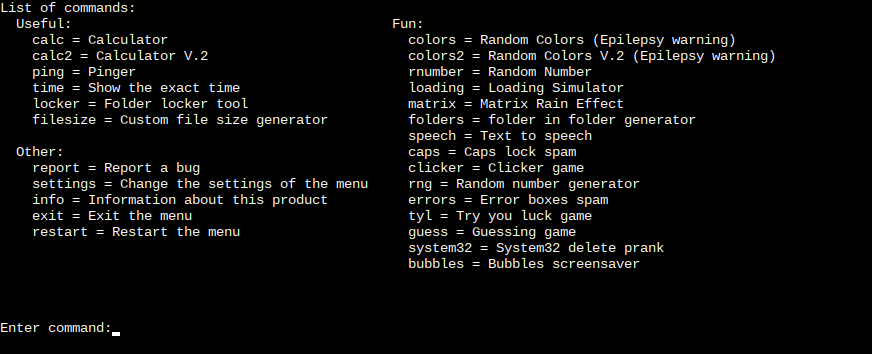 List of commands:
Useful: Fun:
calc = Calculator colors = Random Colors (Epilepsy warning)
calc2 = Calculator V.2 colors2 = Random Colors V.2 (Epilepsy warning)
ping = Pinger rnumber = Random Number
time = Show the exact time loading = Loading Simulator
locker = Folder locker tool matrix = Matrix Rain Effect
filesize = Custom file size generator folders = folder in folder generator
speech = Text to speech
Other: caps = Caps lock spam
report = Report a bug clicker = Clicker game
settings = Change the settings of the menu rng = Random number generator
info = Information about this product errors = Error boxes spam
exit = Exit the menu tyl = Try you luck game
restart = Restart the menu guess = Guessing game
system32 = System32 delete prank
bubbles = Bubbles screensaver
Enter command: